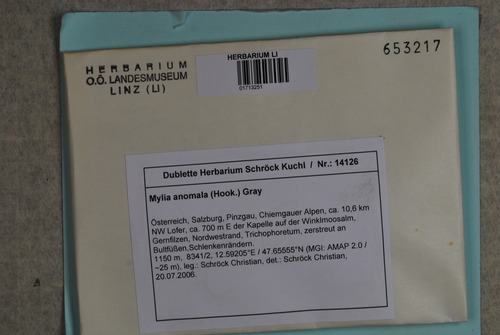 HERBARIUM
O.Ö. LANDESMUSEUM
LINZ (LI)
HERBARIUM LI
01713251
653217
Dublette Herbarium Schröck Kuchl / Nr.: 14126
Mylia anomala (Hook.) Gray
Österreich, Salzburg, Pinzgau, Chiemgauer Alpen, ca. 10,6 km
NW Lofer, ca. 700 m E der Kapelle auf der Winklmoosalm,
Gernfilzen, Nordwestrand, Trichophoretum, zerstreut an
Bultfüßen,Schlenkenrändern.
1150 m, 8341/2, 12.59205°E / 47.65555°N (MGI: AMAP 2.0 /
~25 m), leg.: Schröck Christian, det.: Schröck Christian,
20.07.2006.